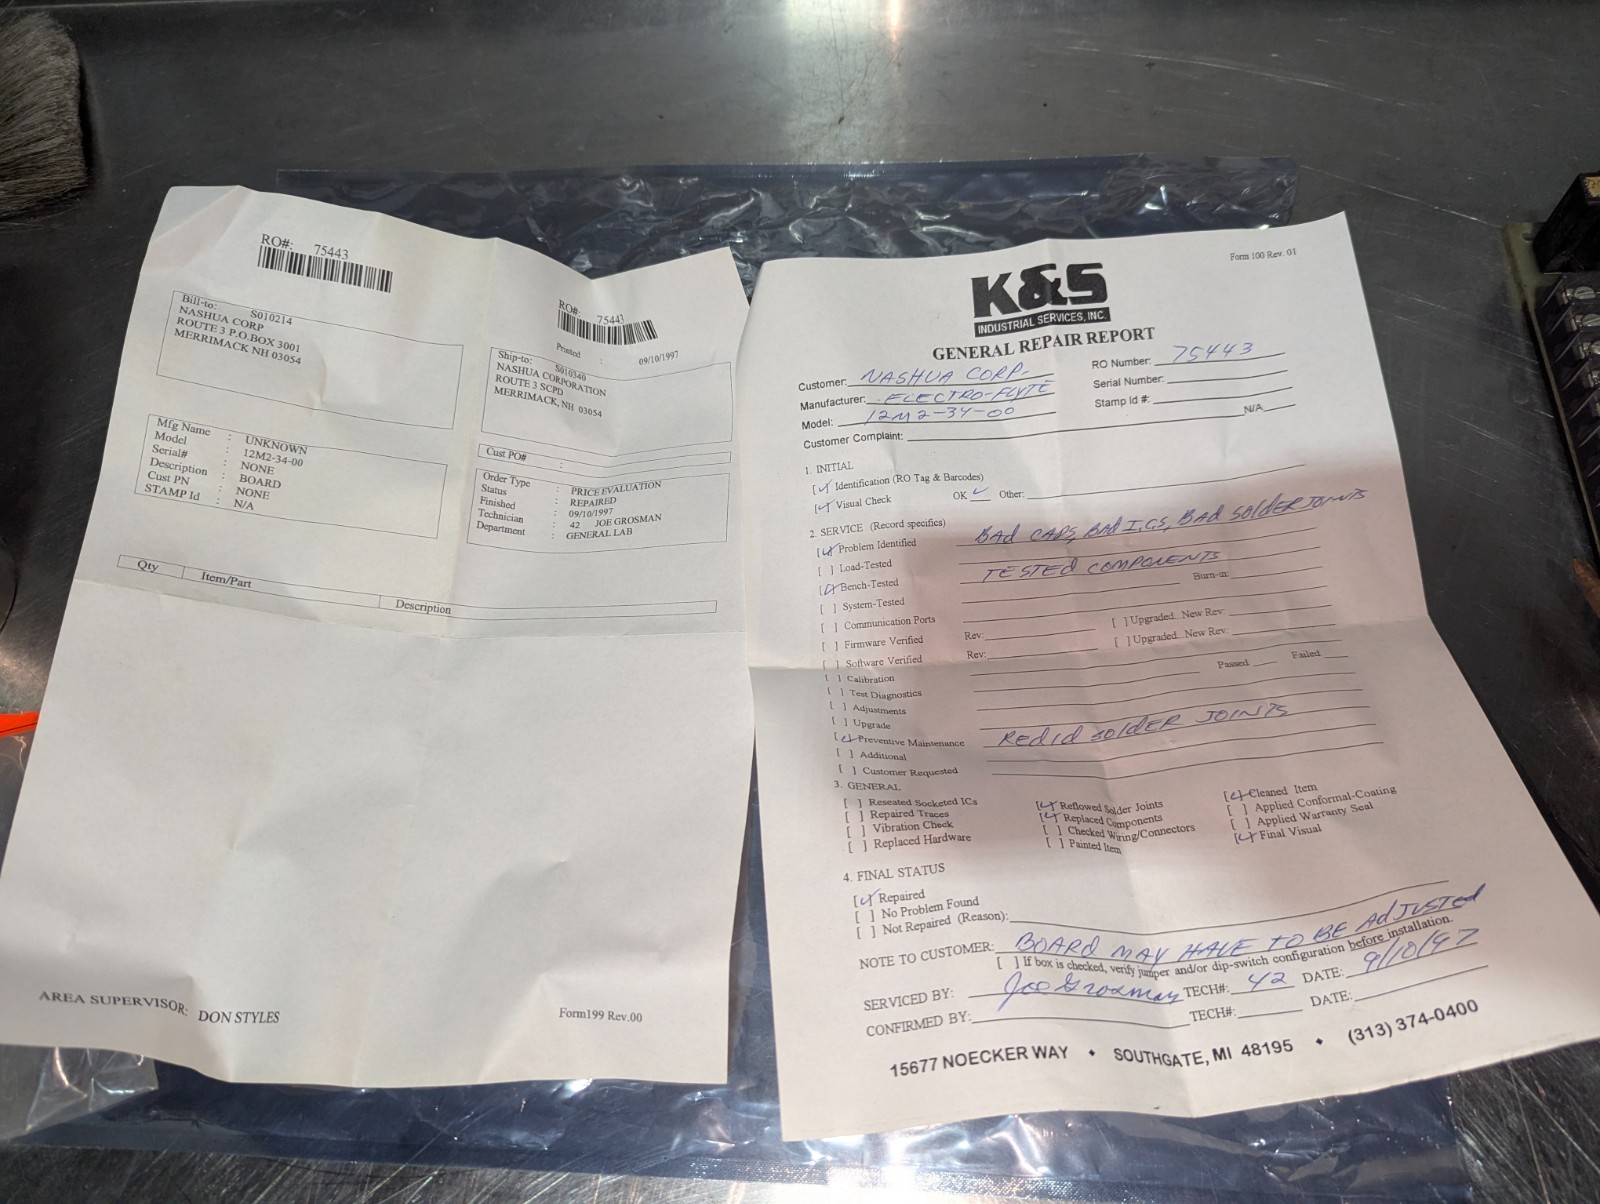 RO#: 75443
Bill-to: S010214
NASHUA CORP
ROUTE 3 P.O.BOX 3001
MERRIMACK NH 03054
RO#: 75443
Printed : 09/10/1997
Ship-to: S010340
NASHUA CORPORATION
ROUTE 3 SCPD
MERRIMACK, NH 03054
Mfg Name : UNKNOWN
Model : 12M2-34-00
Serial# : NONE
Description : BOARD
Cust PN : NONE
STAMP Id : N/A
Cust PO# :
Order Type : PRICE EVALUATION
Status : REPAIRED
Finished : 09/10/1997
Technician : 42 JOE GROSMAN
Department : GENERAL LAB
Qty Item/Part Description
AREA SUPERVISOR: DON STYLES
Form199 Rev.00
Form 100 Rev. 01
K&S
INDUSTRIAL SERVICES, INC.
GENERAL REPAIR REPORT
Customer: NASHUA CORP.
RO Number: 75443
Manufacturer: ELECTRO-FLYTE
Serial Number:
Model: 12M2-34-00
Stamp Id #:
Customer Complaint: N/A
1. INITIAL
[✓] Identification (RO Tag & Barcodes)
[✓] Visual Check OK ✓ Other:
2. SERVICE (Record specifics)
[✓] Problem Identified BAd CAPS, BAd I.C.S, BAd SOldER JOINTS
[ ] Load-Tested
[✓] Bench-Tested TESTED COMPONENTS
[ ] System-Tested Burn-in:
[ ] Communication Ports
[ ] Firmware Verified Rev: [ ] Upgraded. New Rev:
[ ] Software Verified Rev: [ ] Upgraded. New Rev:
[ ] Calibration Passed Failed
[ ] Test Diagnostics
[ ] Adjustments
[ ] Upgrade
[✓] Preventive Maintenance REdId SOldER JOINTS
[ ] Additional
[ ] Customer Requested
3. GENERAL
[ ] Reseated Socketed ICs [✓] Reflowed Solder Joints [✓] Cleaned Item
[ ] Repaired Traces [✓] Replaced Components [ ] Applied Conformal-Coating
[ ] Vibration Check [ ] Checked Wiring/Connectors [ ] Applied Warranty Seal
[ ] Replaced Hardware [ ] Painted Item [✓] Final Visual
4. FINAL STATUS
[✓] Repaired
[ ] No Problem Found
[ ] Not Repaired (Reason):
NOTE TO CUSTOMER: BOARD MAY HAVE TO BE AdJUSTEd
[ ] If box is checked, verify jumper and/or dip-switch configuration before installation.
SERVICED BY: Joe Grosman TECH#: 42 DATE: 9/10/97
CONFIRMED BY: TECH#: DATE:
15677 NOECKER WAY ♦ SOUTHGATE, MI 48195 ♦ (313) 374-0400